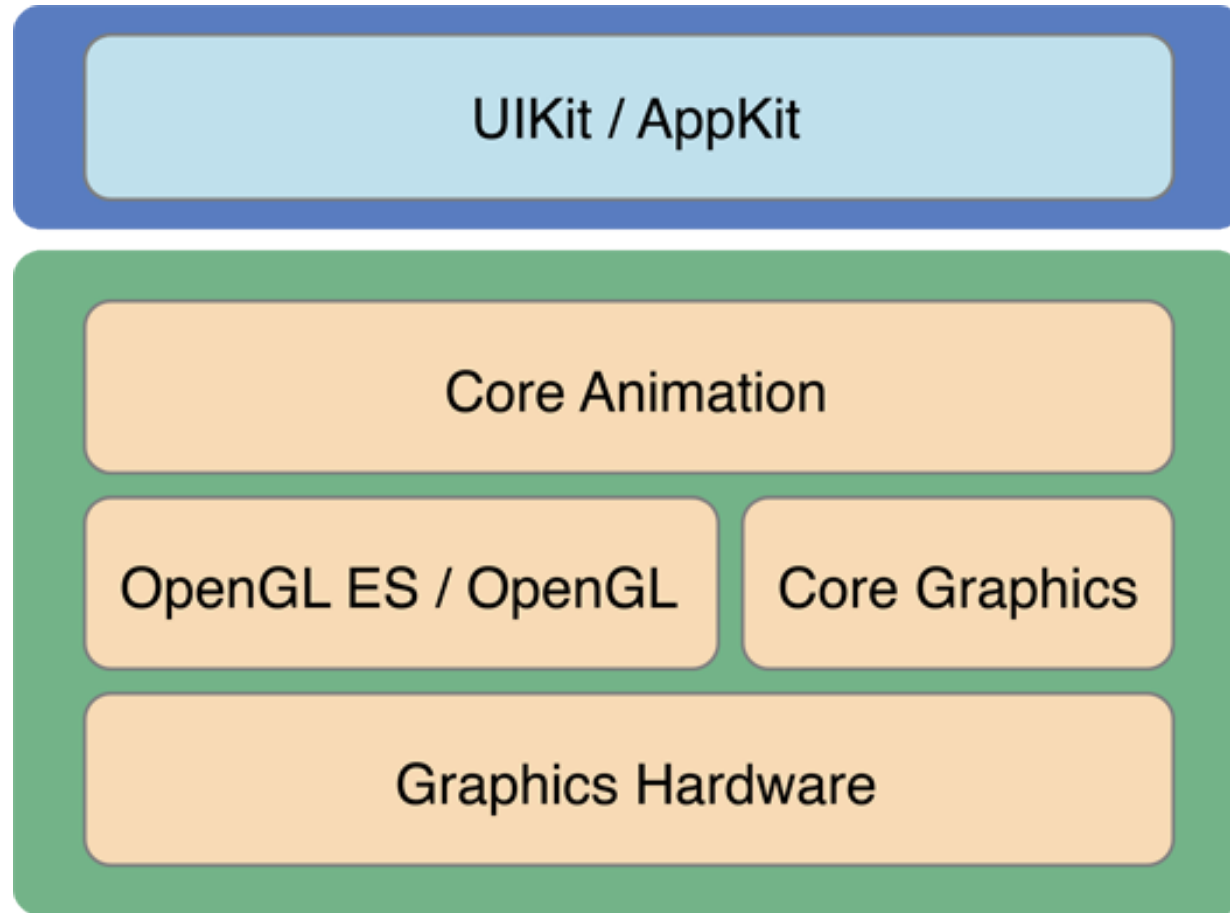 UIKit / AppKit
Core Animation
OpenGL ES / OpenGL
Core Graphics
Graphics Hardware